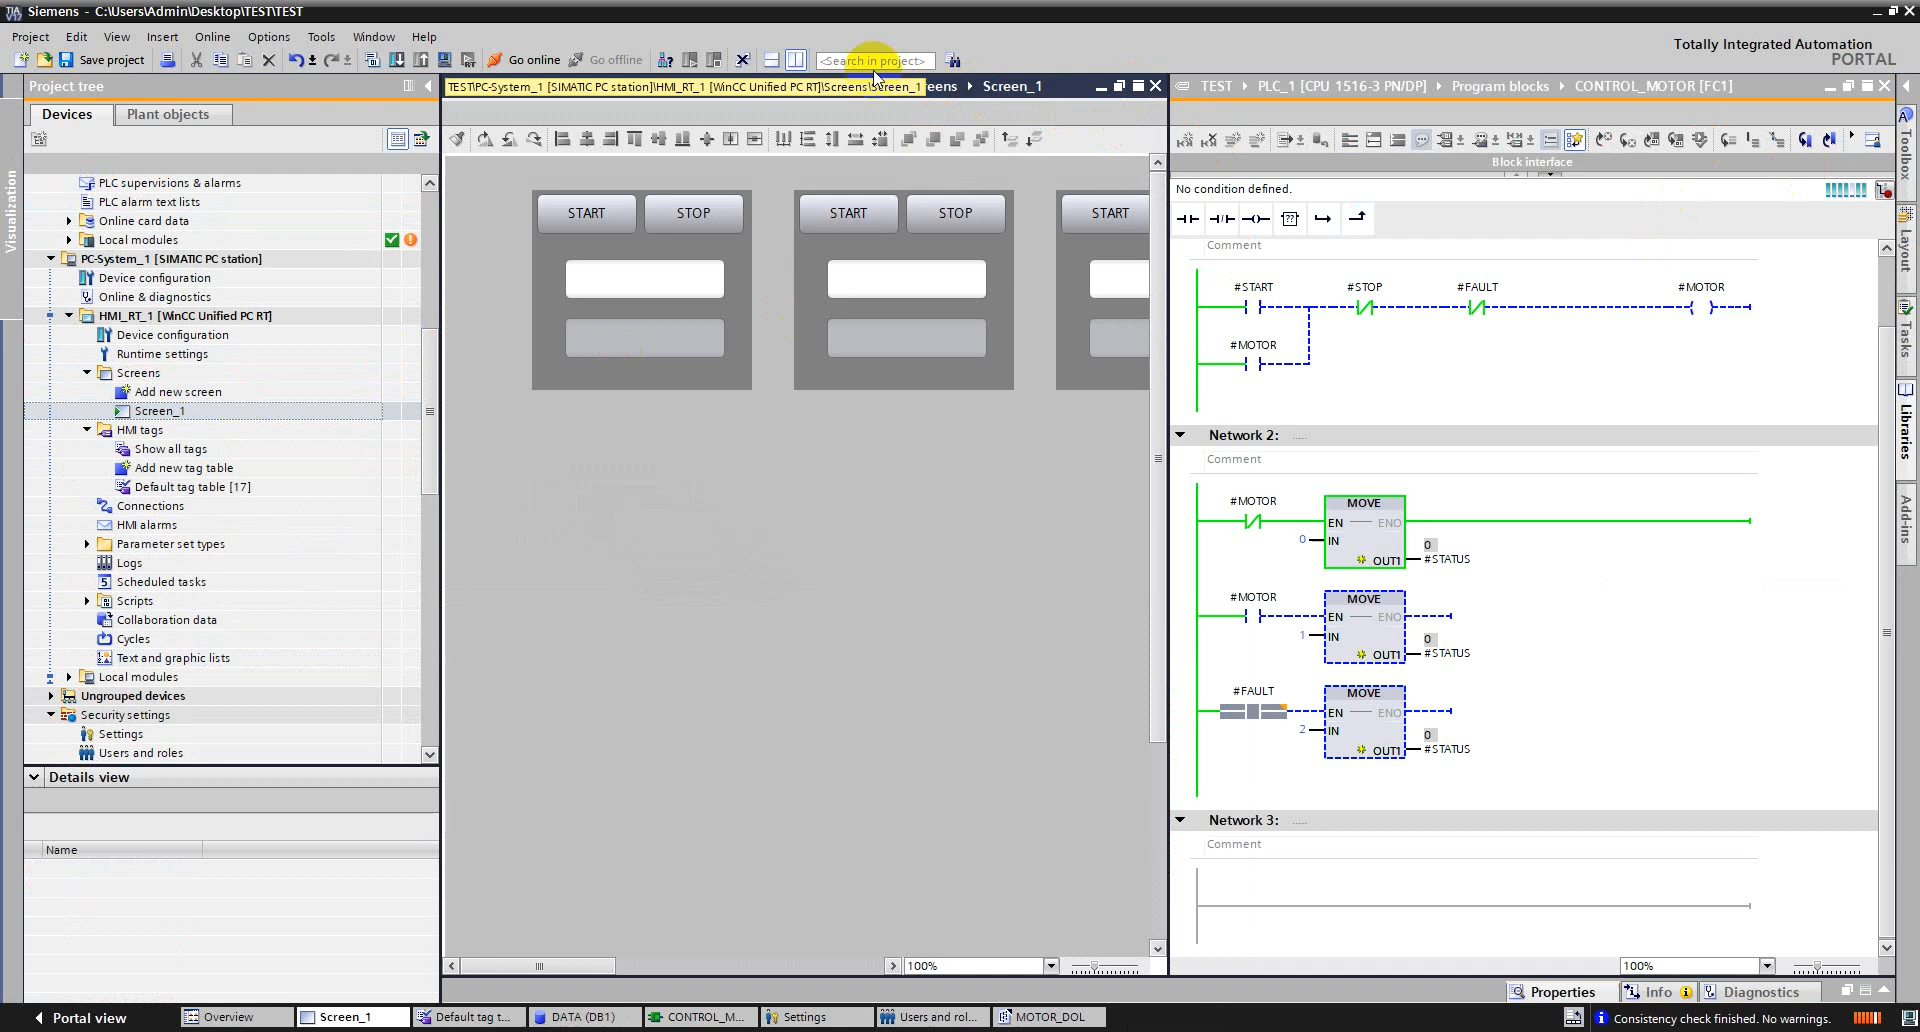 Siemens - C:\Users\Admin\Desktop\TEST\TEST
Project Edit View Insert Online Options Tools Window Help
Totally Integrated Automation
PORTAL
Save project
Go online
Go offline
<Search in project>
Project tree
TEST\PC-System_1 [SIMATIC PC station]\HMI_RT_1 [WinCC Unified PC RT]\Screens\Screen_1
Screen_1
TEST PLC_1 [CPU 1516-3 PN/DP] Program blocks CONTROL_MOTOR [FC1]
Devices
Plant objects
Visualization
PLC supervisions & alarms
PLC alarm text lists
Online card data
Local modules
PC-System_1 [SIMATIC PC station]
Device configuration
Online & diagnostics
HMI_RT_1 [WinCC Unified PC RT]
Device configuration
Runtime settings
Screens
Add new screen
Screen_1
HMI tags
Show all tags
Add new tag table
Default tag table [17]
Connections
HMI alarms
Parameter set types
Logs
Scheduled tasks
Scripts
Collaboration data
Cycles
Text and graphic lists
Local modules
Ungrouped devices
Security settings
Settings
Users and roles
Details view
Name
START STOP
START STOP
START
100%
Block interface
No condition defined.
Comment
#START #STOP #FAULT #MOTOR
#MOTOR
Network 2: .....
Comment
#MOTOR
MOVE
EN ENO
0 IN
0
OUT1 #STATUS
#MOTOR
MOVE
EN ENO
1 IN
0
OUT1 #STATUS
#FAULT
MOVE
EN ENO
2 IN
0
OUT1 #STATUS
Network 3: .....
Comment
100%
Toolbox
Layout
Tasks
Libraries
Add-ins
Properties Info Diagnostics
Portal view
Overview
Screen_1
Default tag t...
DATA (DB1)
CONTROL_M...
Settings
Users and rol...
MOTOR_DOL
Consistency check finished. No warnings.